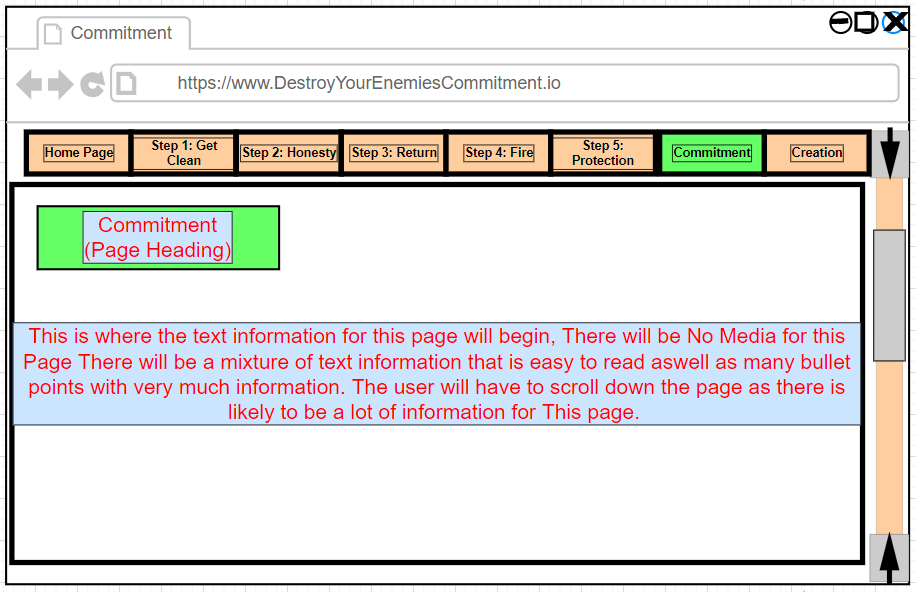 Commitment
https://www.DestroyYourEnemiesCommitment.io
Home Page
Step 1: Get
Clean
Step 2: Honesty
Step 3: Return
Step 4: Fire
Step 5:
Protection
Commitment
Creation
Commitment
(Page Heading)
This is where the text information for this page will begin, There will be No Media for this
Page There will be a mixture of text information that is easy to read aswell as many bullet
points with very much information. The user will have to scroll down the page as there is
likely to be a lot of information for This page.